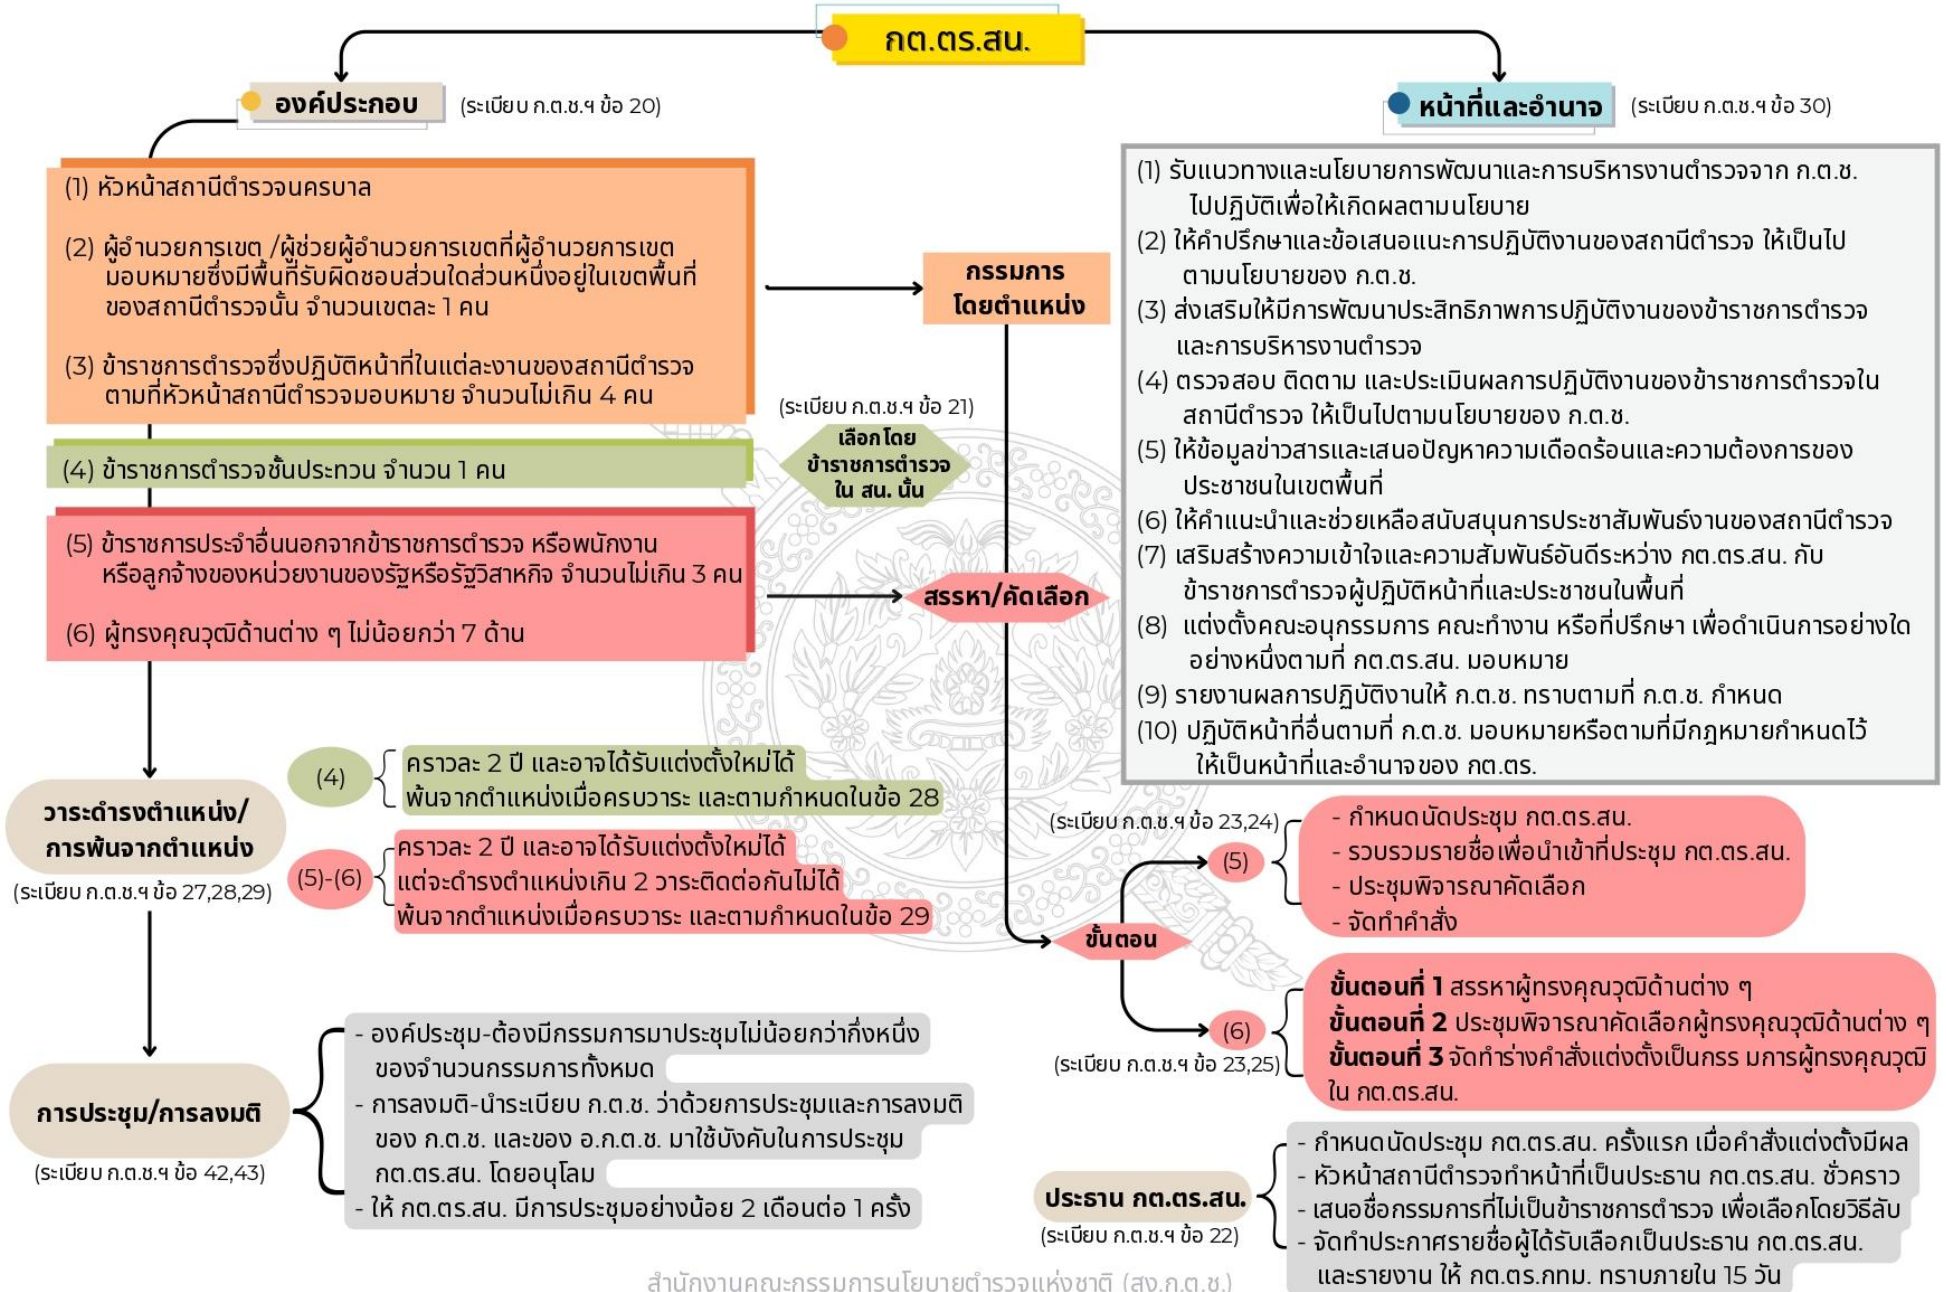 กต.ตร.สน.
องค์ประกอบ
(ระเบียบ ก.ต.ช.ฯ ข้อ 20)
(1) หัวหน้าสถานีตำรวจนครบาล
(2) ผู้อำนวยการเขต /ผู้ช่วยผู้อำนวยการเขตที่ผู้อำนวยการเขต
มอบหมายซึ่งมีพื้นที่รับผิดชอบส่วนใดส่วนหนึ่งอยู่ในเขตพื้นที่
ของสถานีตำรวจนั้น จำนวนเขตละ 1 คน
(3) ข้าราชการตำรวจซึ่งปฏิบัติหน้าที่ในแต่ละงานของสถานีตำรวจ
ตามที่หัวหน้าสถานีตำรวจมอบหมาย จำนวนไม่เกิน 4 คน
(4) ข้าราชการตำรวจชั้นประทวน จำนวน 1 คน
(5) ข้าราชการประจำอื่นนอกจากข้าราชการตำรวจ หรือพนักงาน
หรือลูกจ้างของหน่วยงานของรัฐหรือรัฐวิสาหกิจ จำนวนไม่เกิน 3 คน
(6) ผู้ทรงคุณวุฒิด้านต่าง ๆ ไม่น้อยกว่า 7 ด้าน
กรรมการ
โดยตำแหน่ง
(ระเบียบ ก.ต.ช.ฯ ข้อ 21)
เลือกโดย
ข้าราชการตำรวจ
ใน สน. นั้น
สรรหา/คัดเลือก
หน้าที่และอำนาจ
(ระเบียบ ก.ต.ช.ฯ ข้อ 30)
(1) รับแนวทางและนโยบายการพัฒนาและการบริหารงานตำรวจจาก ก.ต.ช.
ไปปฏิบัติเพื่อให้เกิดผลตามนโยบาย
(2) ให้คำปรึกษาและข้อเสนอแนะการปฏิบัติงานของสถานีตำรวจ ให้เป็นไป
ตามนโยบายของ ก.ต.ช.
(3) ส่งเสริมให้มีการพัฒนาประสิทธิภาพการปฏิบัติงานของข้าราชการตำรวจ
และการบริหารงานตำรวจ
(4) ตรวจสอบ ติดตาม และประเมินผลการปฏิบัติงานของข้าราชการตำรวจใน
สถานีตำรวจ ให้เป็นไปตามนโยบายของ ก.ต.ช.
(5) ให้ข้อมูลข่าวสารและเสนอปัญหาความเดือดร้อนและความต้องการของ
ประชาชนในเขตพื้นที่
(6) ให้คำแนะนำและช่วยเหลือสนับสนุนการประชาสัมพันธ์งานของสถานีตำรวจ
(7) เสริมสร้างความเข้าใจและความสัมพันธ์อันดีระหว่าง กต.ตร.สน. กับ
ข้าราชการตำรวจผู้ปฏิบัติหน้าที่และประชาชนในพื้นที่
(8) แต่งตั้งคณะอนุกรรมการ คณะทำงาน หรือที่ปรึกษา เพื่อดำเนินการอย่างใด
อย่างหนึ่งตามที่ กต.ตร.สน. มอบหมาย
(9) รายงานผลการปฏิบัติงานให้ ก.ต.ช. ทราบตามที่ ก.ต.ช. กำหนด
(10) ปฏิบัติหน้าที่อื่นตามที่ ก.ต.ช. มอบหมายหรือตามที่มีกฎหมายกำหนดไว้
ให้เป็นหน้าที่และอำนาจของ กต.ตร.
วาระดำรงตำแหน่ง/
การพ้นจากตำแหน่ง
(ระเบียบ ก.ต.ช.ฯ ข้อ 27,28,29)
(4)
คราวละ 2 ปี และอาจได้รับแต่งตั้งใหม่ได้
พ้นจากตำแหน่งเมื่อครบวาระ และตามกำหนดในข้อ 28
(5)-(6)
คราวละ 2 ปี และอาจได้รับแต่งตั้งใหม่ได้
แต่จะดำรงตำแหน่งเกิน 2 วาระติดต่อกันไม่ได้
พ้นจากตำแหน่งเมื่อครบวาระ และตามกำหนดในข้อ 29
ขั้นตอน
(ระเบียบ ก.ต.ช.ฯ ข้อ 23,24)
(5)
- กำหนดนัดประชุม กต.ตร.สน.
- รวบรวมรายชื่อเพื่อนำเข้าที่ประชุม กต.ตร.สน.
- ประชุมพิจารณาคัดเลือก
- จัดทำคำสั่ง
(6)
(ระเบียบ ก.ต.ช.ฯ ข้อ 23,25)
ขั้นตอนที่ 1 สรรหาผู้ทรงคุณวุฒิด้านต่าง ๆ
ขั้นตอนที่ 2 ประชุมพิจารณาคัดเลือกผู้ทรงคุณวุฒิด้านต่าง ๆ
ขั้นตอนที่ 3 จัดทำร่างคำสั่งแต่งตั้งเป็นกรร มการผู้ทรงคุณวุฒิ
ใน กต.ตร.สน.
การประชุม/การลงมติ
(ระเบียบ ก.ต.ช.ฯ ข้อ 42,43)
- องค์ประชุม-ต้องมีกรรมการมาประชุมไม่น้อยกว่ากึ่งหนึ่ง
ของจำนวนกรรมการทั้งหมด
- การลงมติ-นำระเบียบ ก.ต.ช. ว่าด้วยการประชุมและการลงมติ
ของ ก.ต.ช. และของ อ.ก.ต.ช. มาใช้บังคับในการประชุม
กต.ตร.สน. โดยอนุโลม
- ให้ กต.ตร.สน. มีการประชุมอย่างน้อย 2 เดือนต่อ 1 ครั้ง
ประธาน กต.ตร.สน.
(ระเบียบ ก.ต.ช.ฯ ข้อ 22)
- กำหนดนัดประชุม กต.ตร.สน. ครั้งแรก เมื่อคำสั่งแต่งตั้งมีผล
- หัวหน้าสถานีตำรวจทำหน้าที่เป็นประธาน กต.ตร.สน. ชั่วคราว
- เสนอชื่อกรรมการที่ไม่เป็นข้าราชการตำรวจ เพื่อเลือกโดยวิธีลับ
- จัดทำประกาศรายชื่อผู้ได้รับเลือกเป็นประธาน กต.ตร.สน.
และรายงาน ให้ กต.ตร.กทม. ทราบภายใน 15 วัน
สำนักงานคณะกรรมการนโยบายตำรวจแห่งชาติ (สง.ก.ต.ช.)